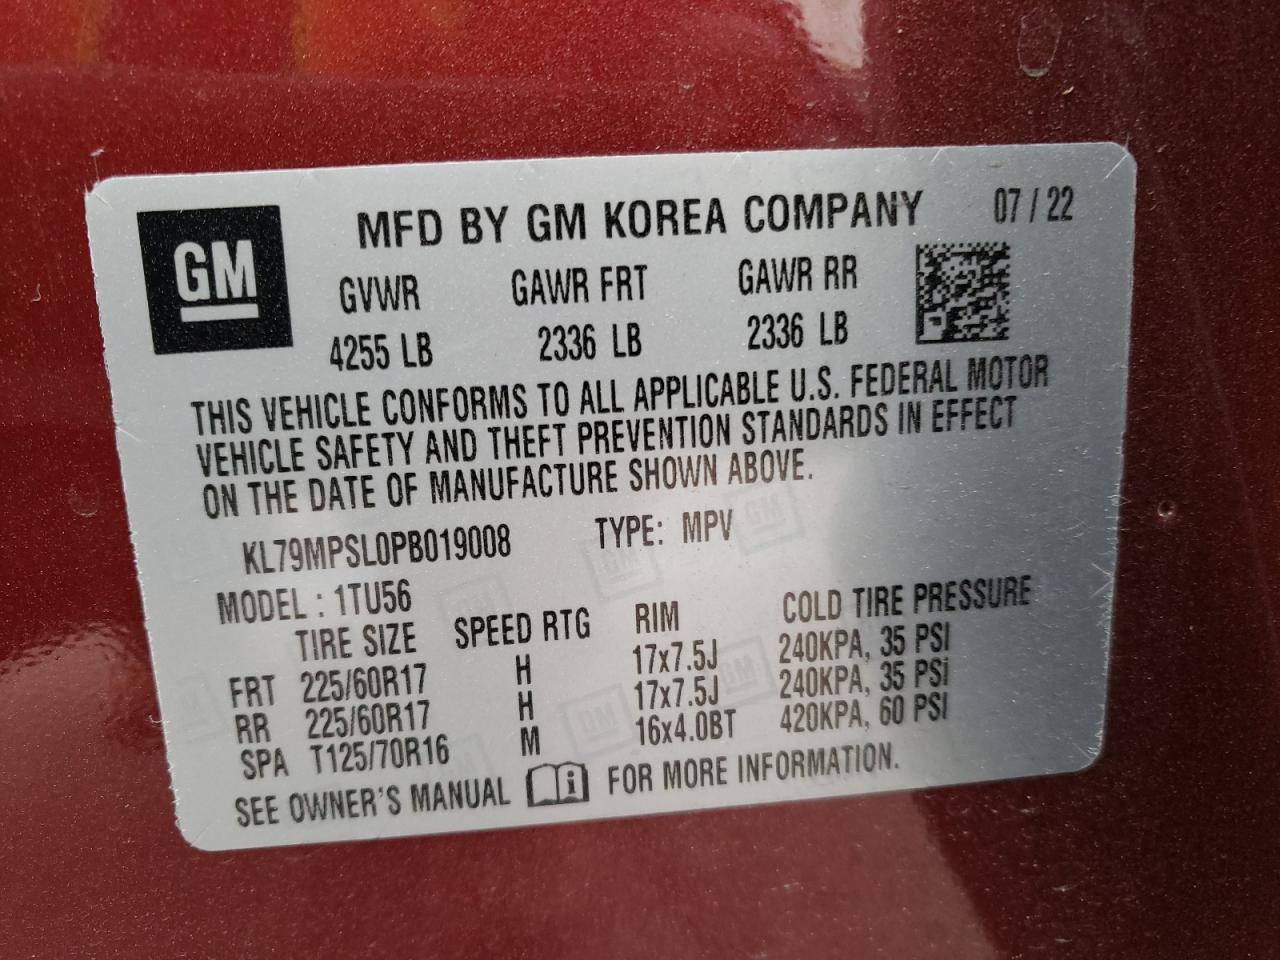 GM
MFD BY GM KOREA COMPANY 07 / 22
GVWR GAWR FRT GAWR RR
4255 LB 2336 LB 2336 LB
THIS VEHICLE CONFORMS TO ALL APPLICABLE U.S. FEDERAL MOTOR
VEHICLE SAFETY AND THEFT PREVENTION STANDARDS IN EFFECT
ON THE DATE OF MANUFACTURE SHOWN ABOVE.
KL79MPSL0PB019008 TYPE: MPV
MODEL : 1TU56
TIRE SIZE SPEED RTG RIM COLD TIRE PRESSURE
FRT 225/60R17 H 17x7.5J 240KPA, 35 PSI
RR 225/60R17 H 17x7.5J 240KPA, 35 PSi
SPA T125/70R16 M 16x4.0BT 420KPA, 60 PSI
SEE OWNER'S MANUAL i FOR MORE INFORMATION.